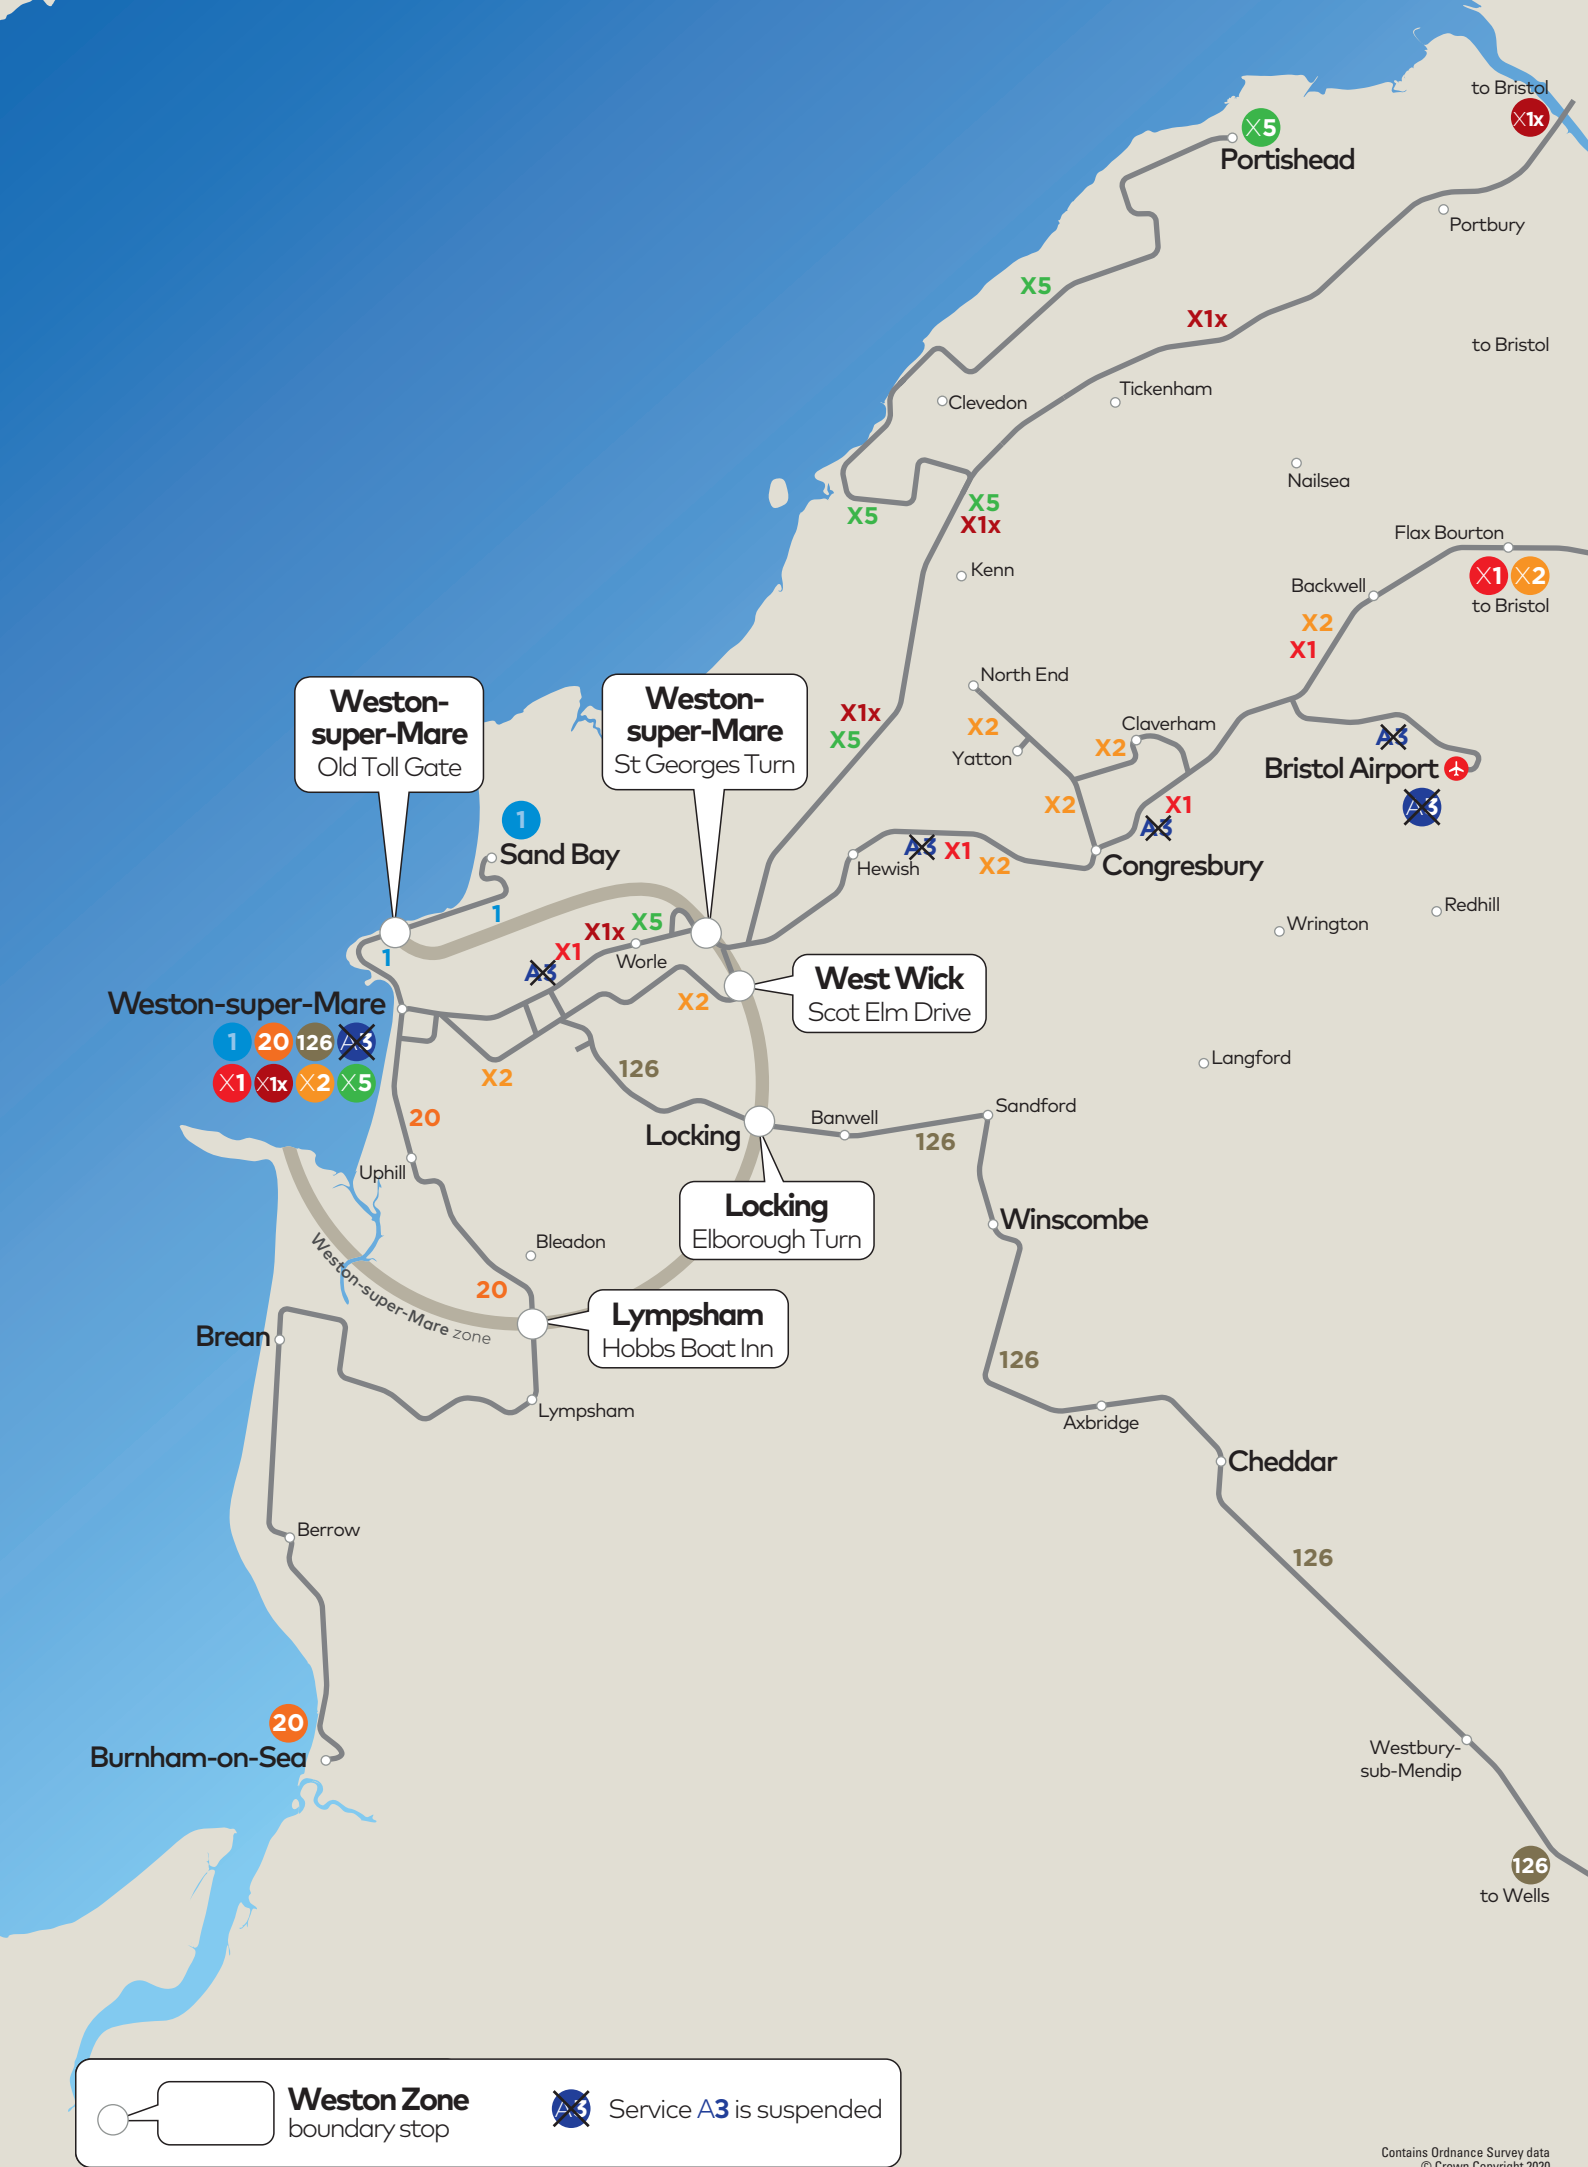 to Bristol
X1x
X5
Portishead
Portbury
X5
X1x
to Bristol
Tickenham
Clevedon
Nailsea
X5
X5
X1x
Flax Bourton
Kenn
X1 X2
to Bristol
Backwell
X2
X1
North End
Weston-
super-Mare
Old Toll Gate
Weston-
super-Mare
St Georges Turn
X1x
X5
X2
Yatton
Claverham
X2
A3
Bristol Airport
A3
X2
X1
A3
1
Sand Bay
Hewish
A3 X1 X2
Congresbury
Redhill
Wrington
1
1
X5
X1x
X1
A3
Worle
West Wick
Scot Elm Drive
X2
Weston-super-Mare
1 20 126 A3
X1 X1x X2 X5
Langford
126
X2
20
Sandford
Banwell
126
Locking
Uphill
Locking
Elborough Turn
Winscombe
Bleadon
Weston-super-Mare zone
20
Lympsham
Hobbs Boat Inn
Brean
126
Lympsham
Axbridge
Cheddar
Berrow
126
20
Burnham-on-Sea
Westbury-
sub-Mendip
126
to Wells
Weston Zone
boundary stop
A3 Service A3 is suspended
Contains Ordnance Survey data
© Crown Copyright 2020